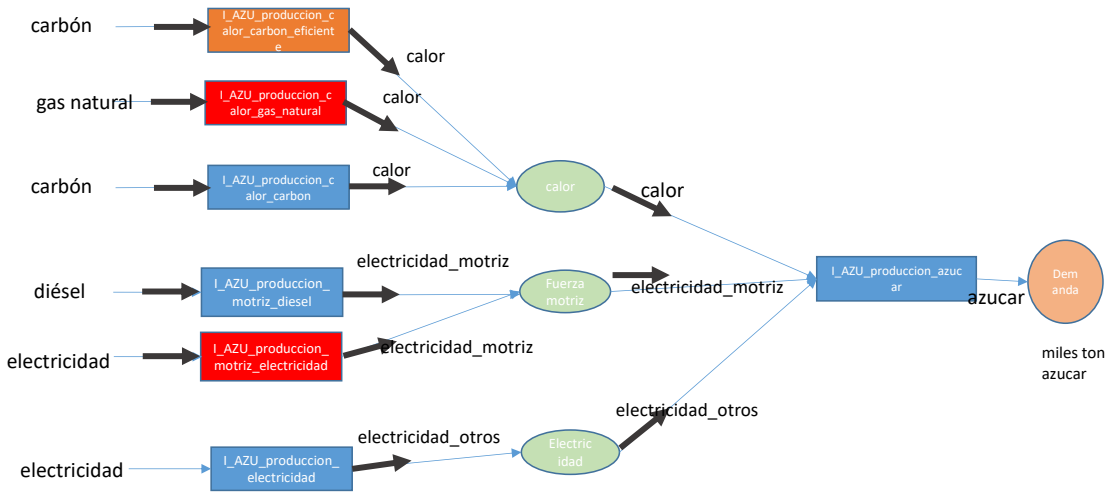 carbón
I_AZU_produccion_c
alor_carbon_eficient
e
calor
gas natural
I_AZU_produccion_c
alor_gas_natural
calor
carbón
I_AZU_produccion_c
alor_carbon
calor
calor
calor
diésel
I_AZU_produccion_
motriz_diesel
electricidad_motriz
Fuerza
motriz
electricidad_motriz
I_AZU_produccion_azuc
ar
azucar
Dem
anda
miles ton
azucar
electricidad
I_AZU_produccion_
motriz_electricidad
electricidad_motriz
electricidad
I_AZU_produccion_
electricidad
electricidad_otros
Electric
idad
electricidad_otros